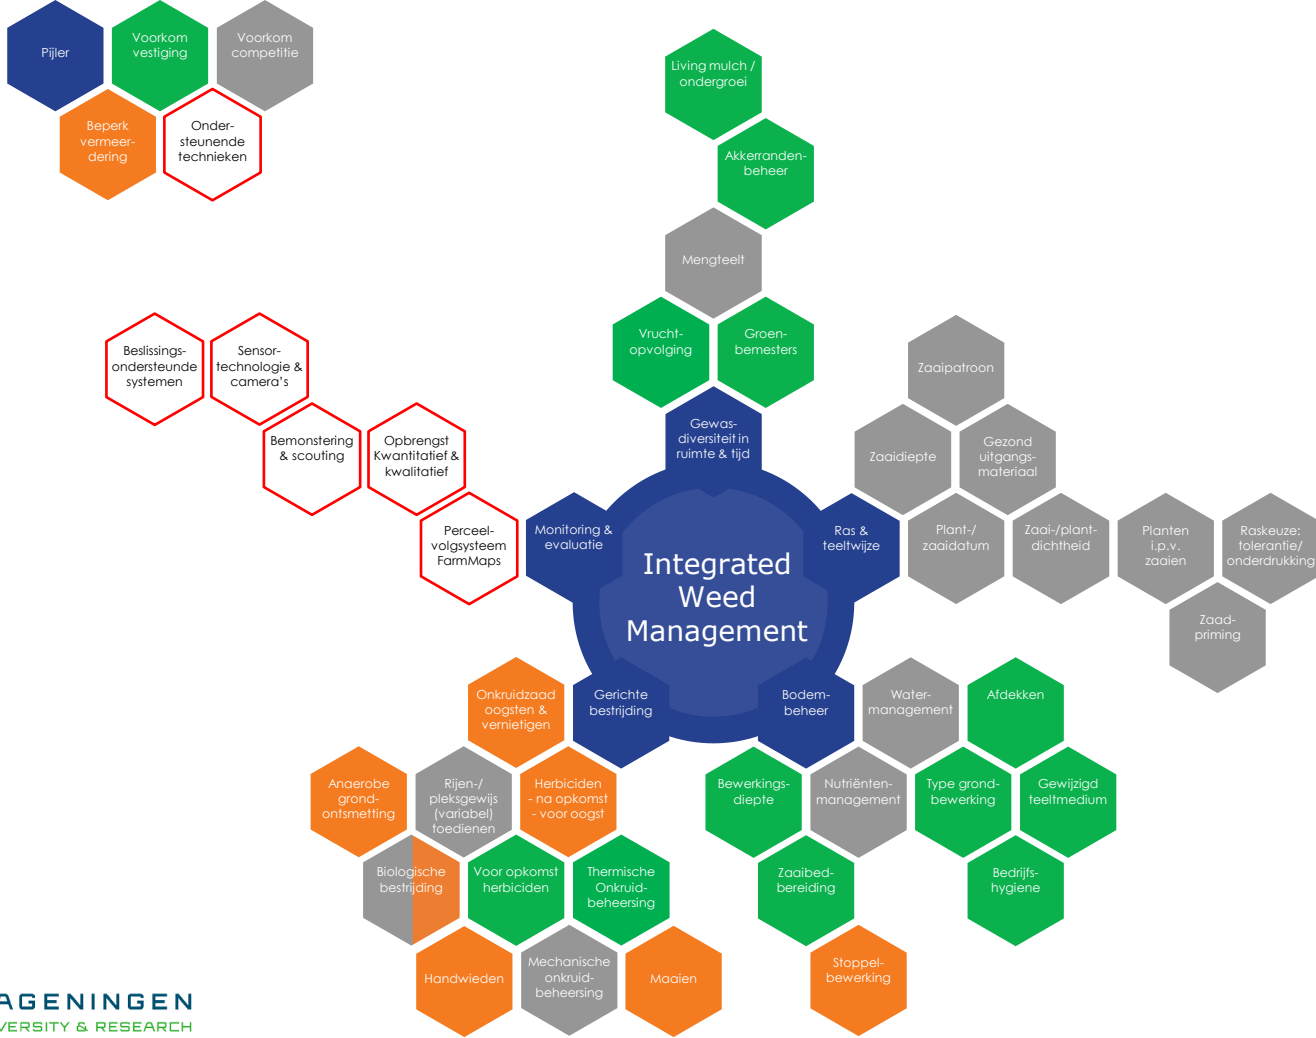 Pijler
Voorkom
vestiging
Voorkom
competitie
Beperk
vermeer-
dering
Onder-
steunende
technieken
Living mulch /
ondergroei
Akkerranden-
beheer
Mengteelt
Vrucht-
opvolging
Groen-
bemesters
Gewas-
diversiteit in
ruimte & tijd
Beslissings-
ondersteunde
systemen
Sensor-
technologie &
camera's
Bemonstering
& scouting
Opbrengst
Kwantitatief &
kwalitatief
Perceel-
volgsysteem
FarmMaps
Monitoring &
evaluatie
Integrated
Weed
Management
Ras &
teeltwijze
Zaaipatroon
Zaaidiepte
Gezond
uitgangs-
materiaal
Plant-/
zaaidatum
Zaai-/plant-
dichtheid
Planten
i.p.v.
zaaien
Raskeuze:
tolerantie/
onderdrukking
Zaad-
priming
Onkruidzaad
oogsten &
vernietigen
Gerichte
bestrijding
Anaerobe
grond-
ontsmetting
Rijen-/
pleksgewijs
(variabel)
toedienen
Herbiciden
- na opkomst
- voor oogst
Biologische
bestrijding
Voor opkomst
herbiciden
Thermische
Onkruid-
beheersing
Handwieden
Mechanische
onkruid-
beheersing
Maaien
Bodem-
beheer
Water-
management
Afdekken
Bewerkings-
diepte
Nutriënten-
management
Type grond-
bewerking
Gewijzigd
teeltmedium
Zaaibed-
bereiding
Bedrijfs-
hygiene
Stoppel-
bewerking
AGENINGEN
VERSITY & RESEARCH